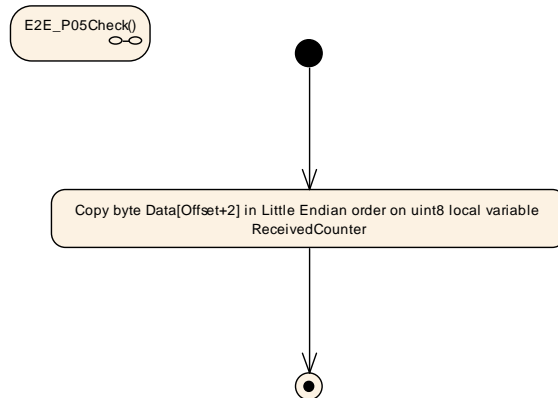 E2E_P05Check()
Copy byte Data[Offset+2] in Little Endian order on uint8 local variable
ReceivedCounter